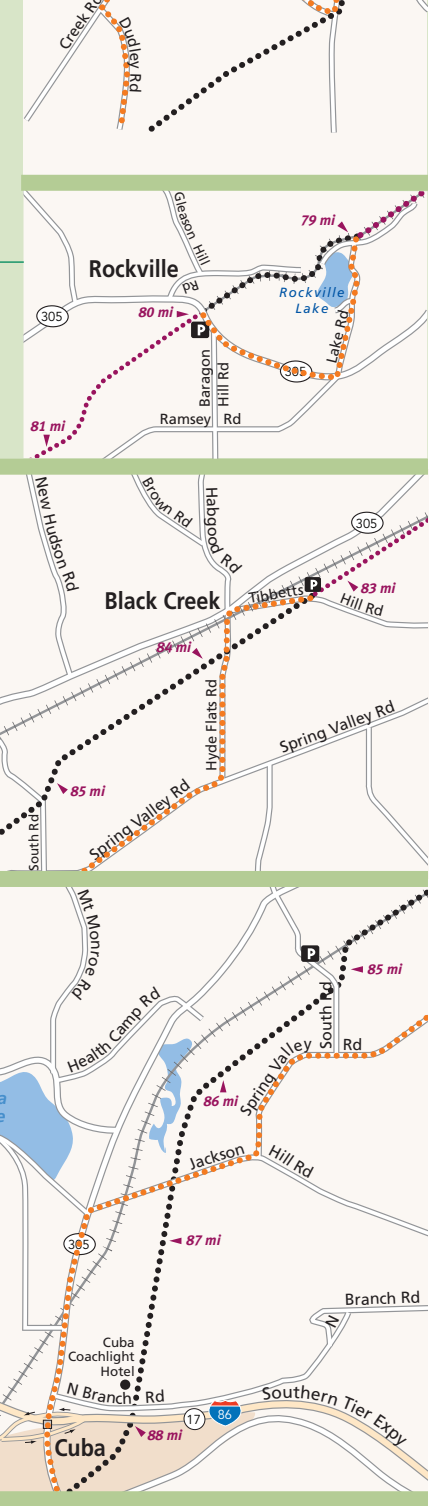 Creek Rd
Dudley Rd
Gleason Hill
Rd
79 mi
Rockville
Rockville
Lake
305
80 mi
P
Lake Rd
Baragon
Hill Rd
305
81 mi
Ramsey Rd
New Hudson Rd
Brown Rd
Habgood Rd
305
Black Creek
Tibbetts
Hill Rd
P
83 mi
84 mi
Hyde Flats Rd
Spring Valley Rd
85 mi
Spring Valley Rd
South Rd
Mt Monroe Rd
P
85 mi
Health Camp Rd
South Rd
Spring Valley Rd
86 mi
a
e
Jackson
Hill Rd
305
87 mi
Branch Rd
N
Cuba
Coachlight
Hotel
N Branch Rd
17
86
Southern Tier Expy
88 mi
Cuba